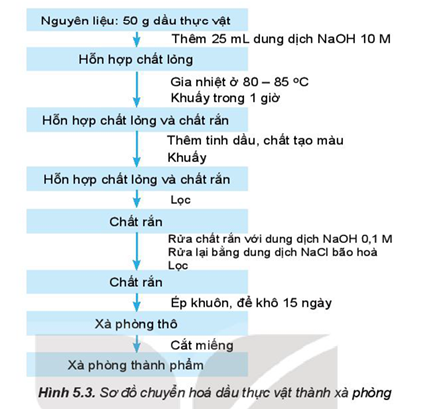 Nguyên liệu: 50 g dầu thực vật
Thêm 25 mL dung dịch NaOH 10 M
Hỗn hợp chất lỏng
Gia nhiệt ở 80 – 85 °C
Khuấy trong 1 giờ
Hỗn hợp chất lỏng và chất rắn
Thêm tinh dầu, chất tạo màu
Khuấy
Hỗn hợp chất lỏng và chất rắn
Lọc
Chất rắn
Rửa chất rắn với dung dịch NaOH 0,1 M
Rửa lại bằng dung dịch NaCl bão hoà
Lọc
Chất rắn
Ép khuôn, để khô 15 ngày
Xà phòng thô
Cắt miếng
Xà phòng thành phẩm
Hình 5.3. Sơ đồ chuyển hoá dầu thực vật thành xà phòng